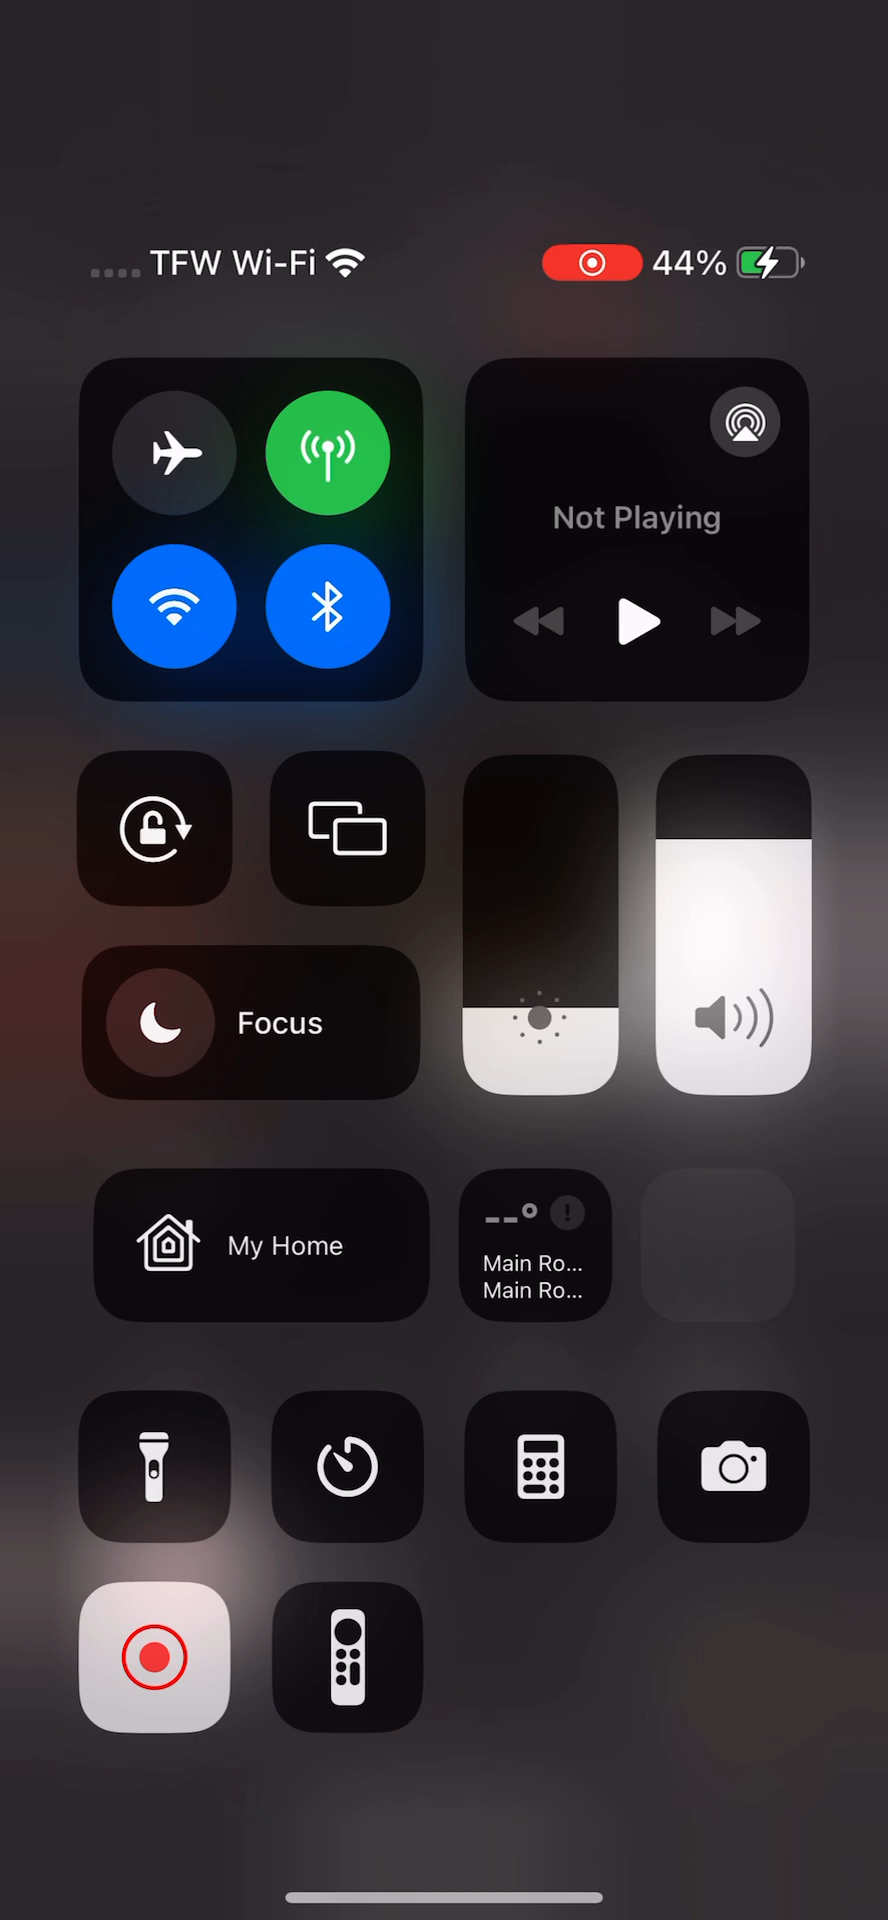 TFW Wi-Fi
44%
Not Playing
Focus
My Home
--°
Main Ro...
Main Ro...